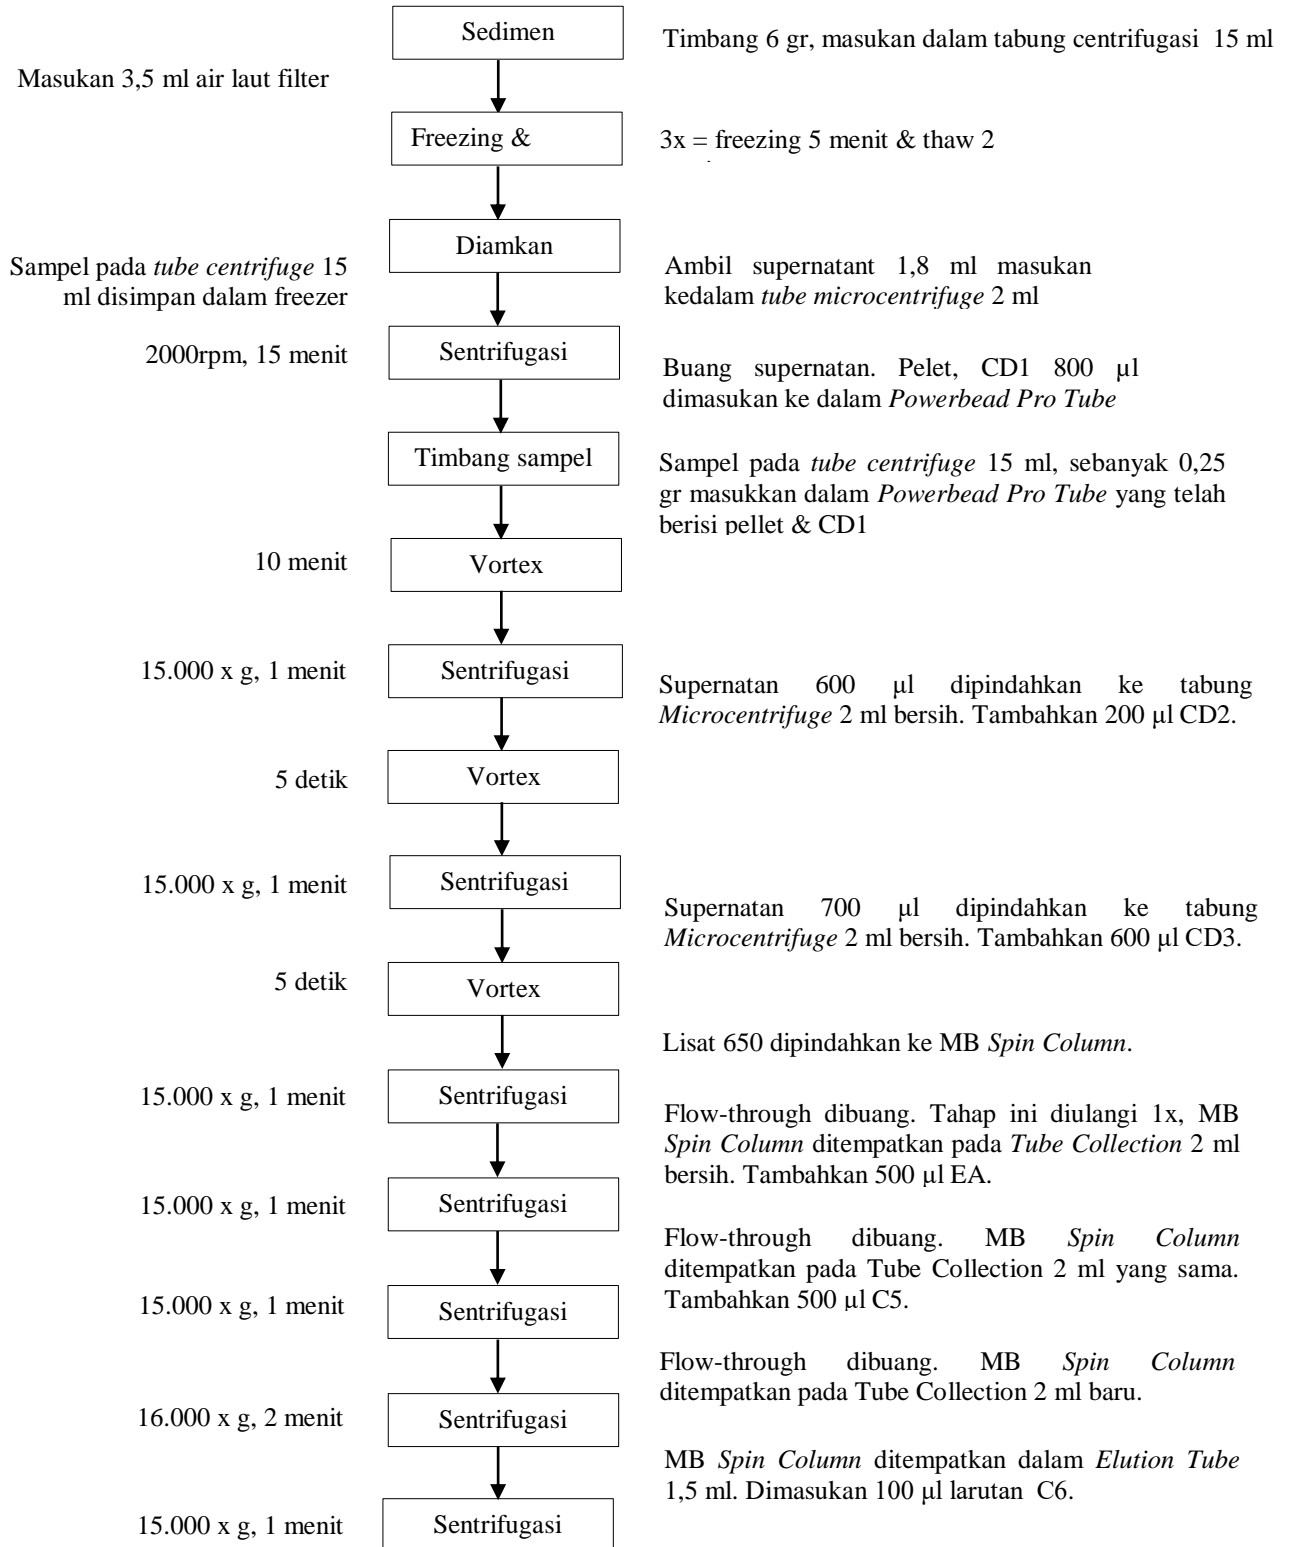 Sedimen
Timbang 6 gr, masukan dalam tabung centrifugasi 15 ml
Masukan 3,5 ml air laut filter
Freezing &
3x = freezing 5 menit & thaw 2
Diamkan
Sampel pada tube centrifuge 15
ml disimpan dalam freezer
Ambil supernatant 1,8 ml masukan
kedalam tube microcentrifuge 2 ml
2000rpm, 15 menit
Sentrifugasi
Buang supernatan. Pelet, CD1 800 µl
dimasukan ke dalam Powerbead Pro Tube
Timbang sampel
Sampel pada tube centrifuge 15 ml, sebanyak 0,25
gr masukkan dalam Powerbead Pro Tube yang telah
berisi pellet & CD1
10 menit
Vortex
15.000 x g, 1 menit
Sentrifugasi
Supernatan 600 µl dipindahkan ke tabung
Microcentrifuge 2 ml bersih. Tambahkan 200 µl CD2.
5 detik
Vortex
15.000 x g, 1 menit
Sentrifugasi
Supernatan 700 µl dipindahkan ke tabung
Microcentrifuge 2 ml bersih. Tambahkan 600 µl CD3.
5 detik
Vortex
Lisat 650 dipindahkan ke MB Spin Column.
15.000 x g, 1 menit
Sentrifugasi
Flow-through dibuang. Tahap ini diulangi 1x, MB
Spin Column ditempatkan pada Tube Collection 2 ml
bersih. Tambahkan 500 µl EA.
15.000 x g, 1 menit
Sentrifugasi
Flow-through dibuang. MB Spin Column
ditempatkan pada Tube Collection 2 ml yang sama.
Tambahkan 500 µl C5.
15.000 x g, 1 menit
Sentrifugasi
Flow-through dibuang. MB Spin Column
ditempatkan pada Tube Collection 2 ml baru.
16.000 x g, 2 menit
Sentrifugasi
MB Spin Column ditempatkan dalam Elution Tube
1,5 ml. Dimasukan 100 µl larutan C6.
15.000 x g, 1 menit
Sentrifugasi